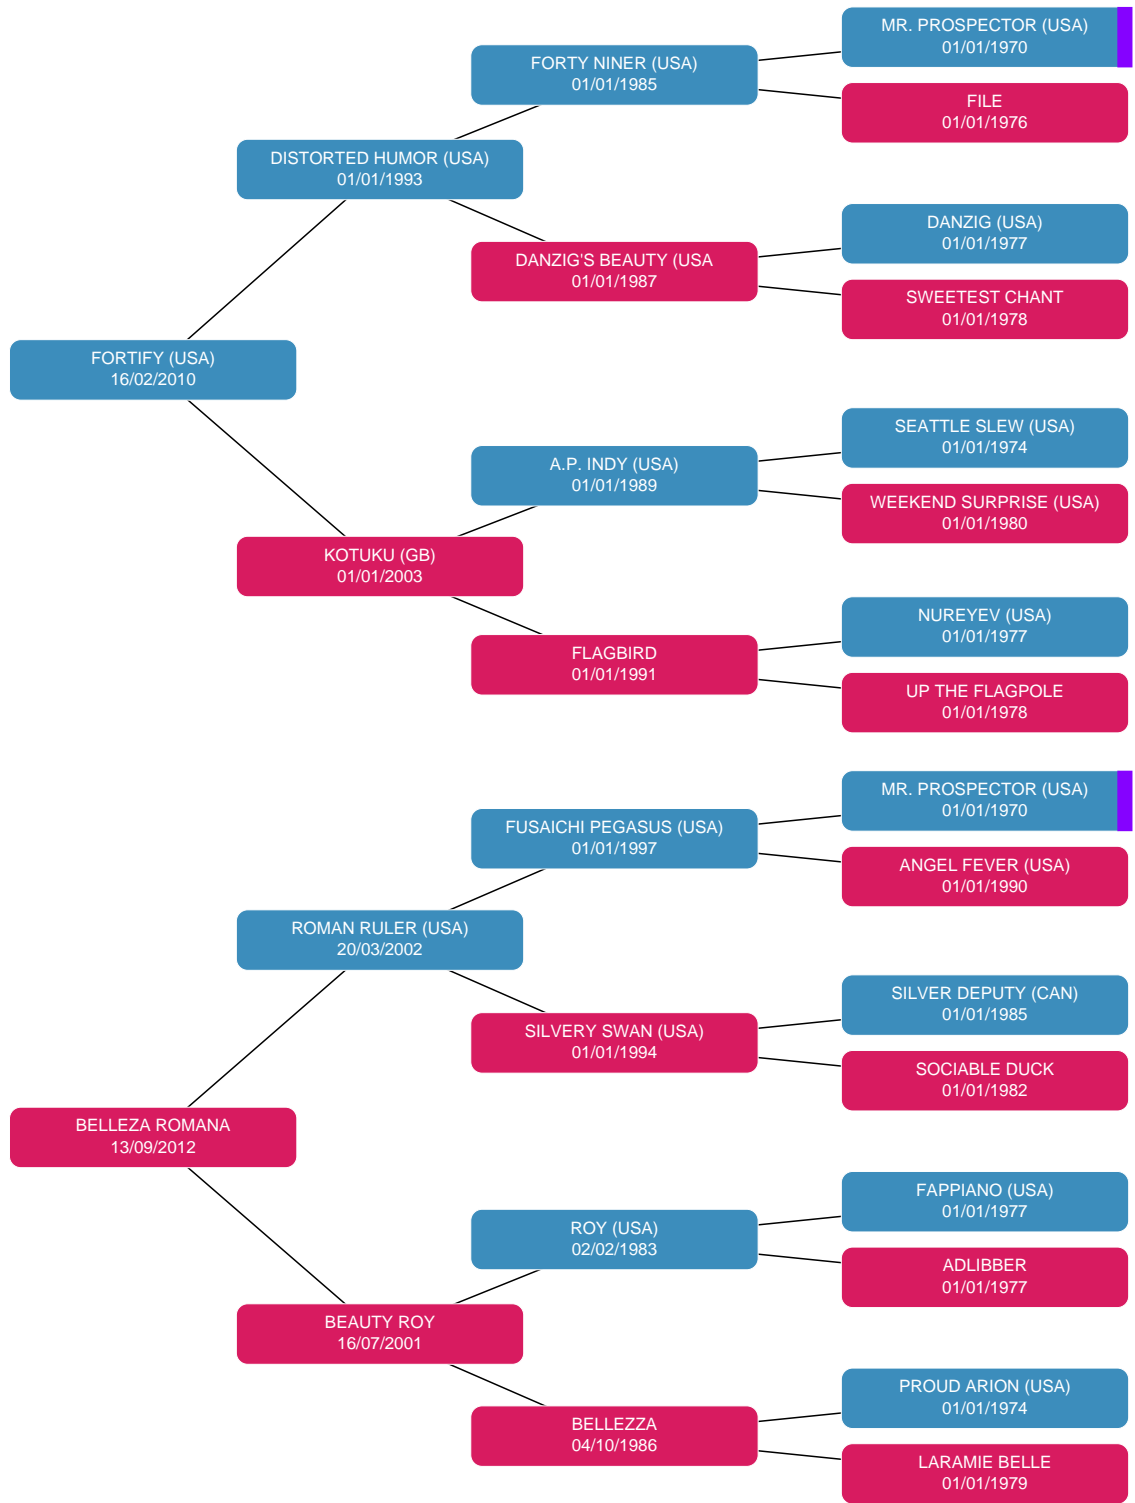 MR. PROSPECTOR (USA)
01/01/1970
FORTY NINER (USA)
01/01/1985
FILE
01/01/1976
DISTORTED HUMOR (USA)
01/01/1993
DANZIG (USA)
01/01/1977
DANZIG'S BEAUTY (USA
01/01/1987
SWEETEST CHANT
01/01/1978
FORTIFY (USA)
16/02/2010
SEATTLE SLEW (USA)
01/01/1974
A.P. INDY (USA)
01/01/1989
WEEKEND SURPRISE (USA)
01/01/1980
KOTUKU (GB)
01/01/2003
NUREYEV (USA)
01/01/1977
FLAGBIRD
01/01/1991
UP THE FLAGPOLE
01/01/1978
MR. PROSPECTOR (USA)
01/01/1970
FUSAICHI PEGASUS (USA)
01/01/1997
ANGEL FEVER (USA)
01/01/1990
ROMAN RULER (USA)
20/03/2002
SILVER DEPUTY (CAN)
01/01/1985
SILVERY SWAN (USA)
01/01/1994
SOCIABLE DUCK
01/01/1982
BELLEZA ROMANA
13/09/2012
FAPPIANO (USA)
01/01/1977
ROY (USA)
02/02/1983
ADLIBBER
01/01/1977
BEAUTY ROY
16/07/2001
PROUD ARION (USA)
01/01/1974
BELLEZZA
04/10/1986
LARAMIE BELLE
01/01/1979